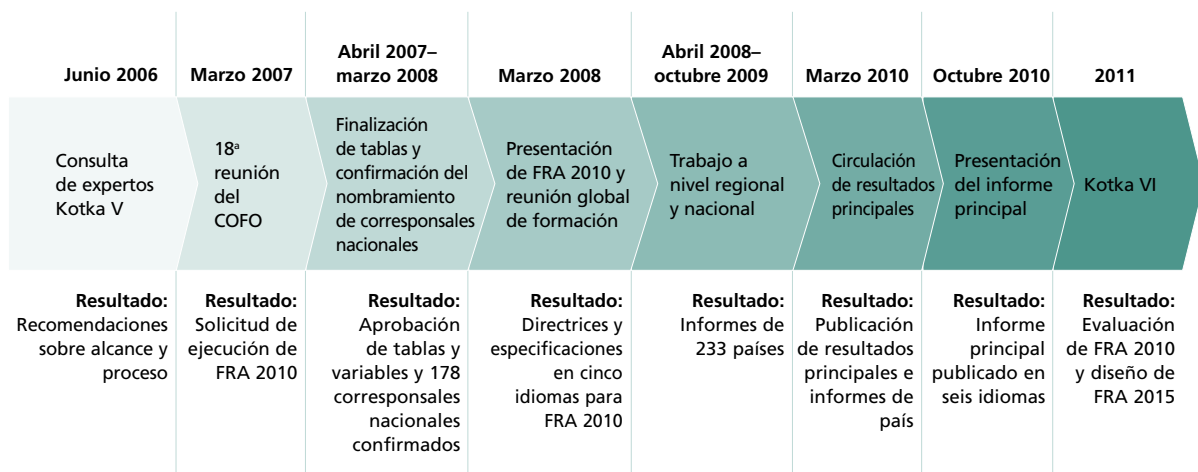 Junio 2006
Marzo 2007
Abril 2007–
marzo 2008
Marzo 2008
Abril 2008–
octubre 2009
Marzo 2010
Octubre 2010
2011
Consulta
de expertos
Kotka V
18ª
reunión
del
COFO
Finalización
de tablas y
confirmación del
nombramiento
de corresponsales
nacionales
Presentación
de FRA 2010 y
reunión global
de formación
Trabajo a
nivel regional
y nacional
Circulación
de resultados
principales
Presentación
del informe
principal
Kotka VI
Resultado:
Recomendaciones
sobre alcance y
proceso
Resultado:
Solicitud de
ejecución de
FRA 2010
Resultado:
Aprobación
de tablas y
variables y 178
corresponsales
nacionales
confirmados
Resultado:
Directrices y
especificaciones
en cinco
idiomas para
FRA 2010
Resultado:
Informes de
233 países
Resultado:
Publicación
de resultados
principales e
informes de
país
Resultado:
Informe
principal
publicado en
seis idiomas
Resultado:
Evaluación
de FRA 2010
y diseño de
FRA 2015